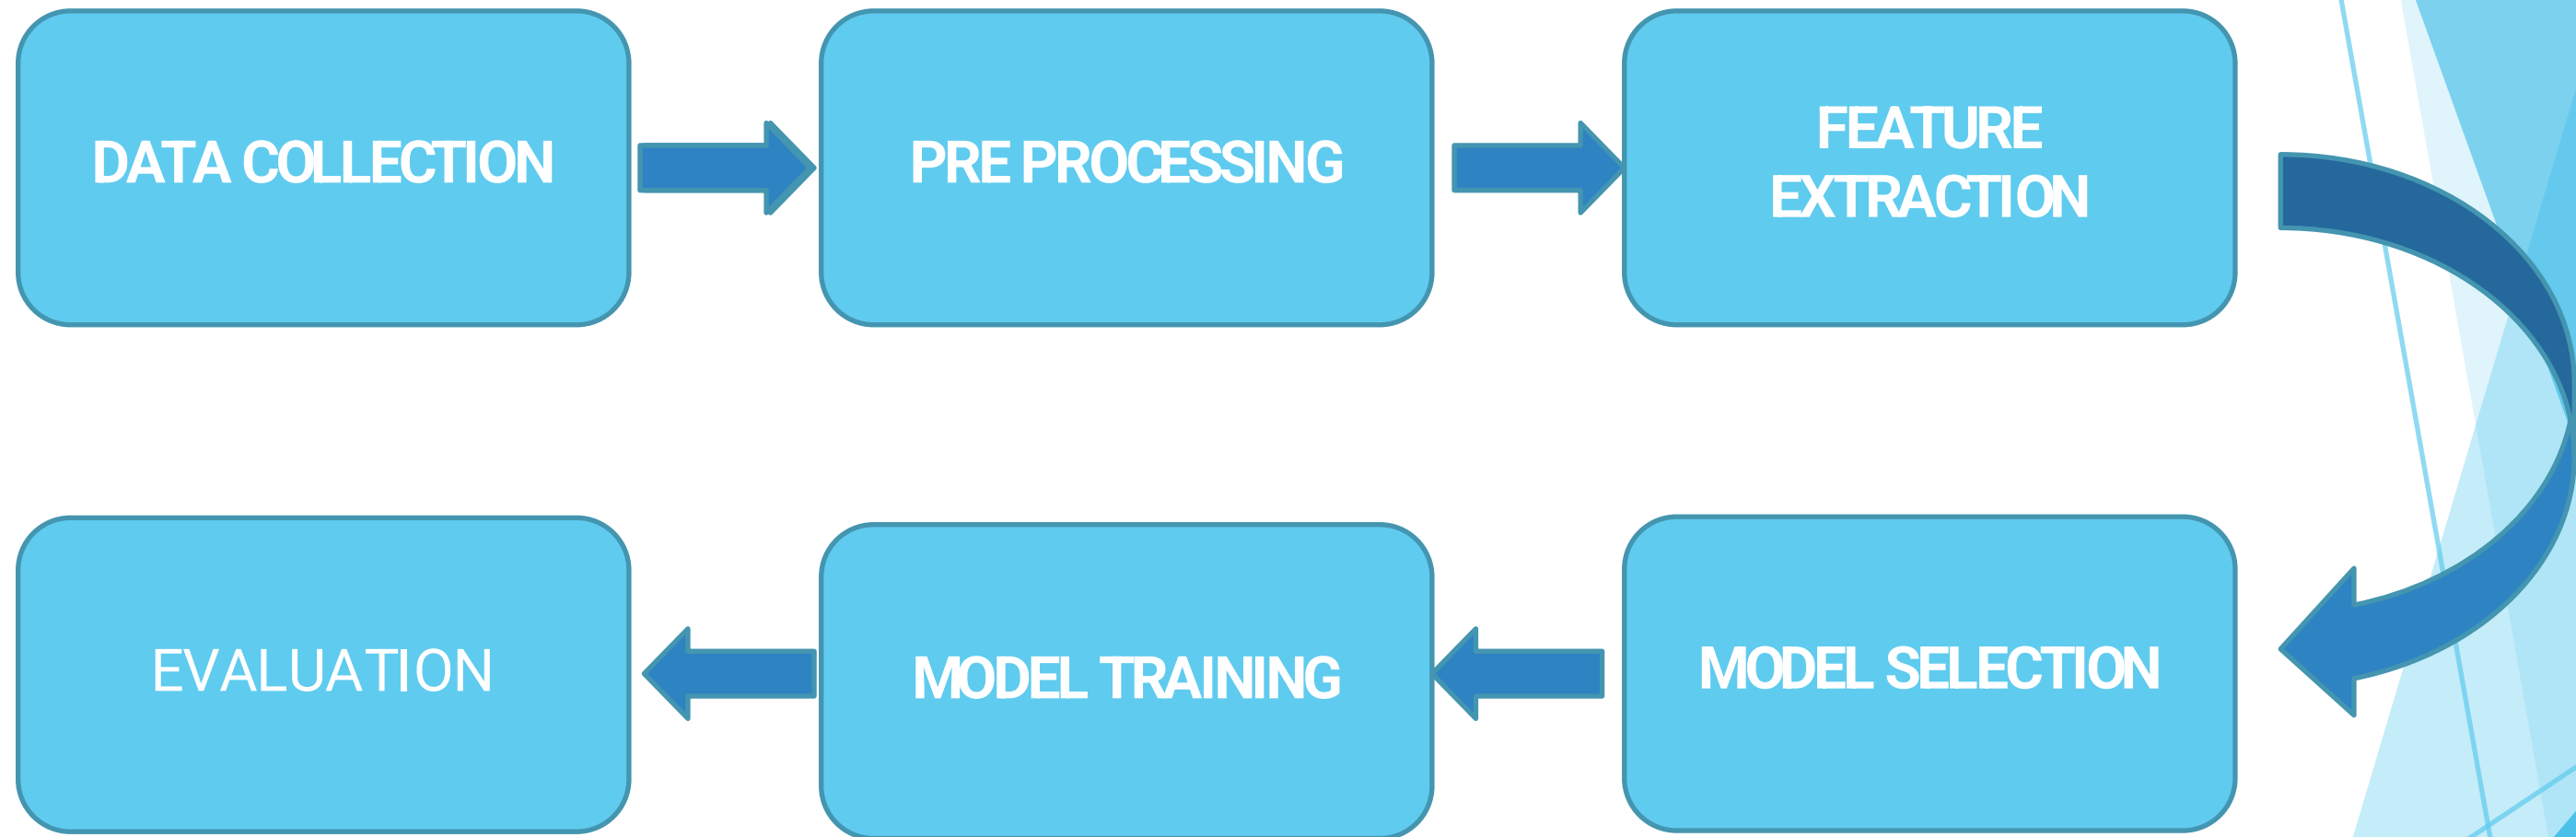 DATA COLLECTION
PRE PROCESSING
FEATURE
EXTRACTION
MODEL SELECTION
MODEL TRAINING
EVALUATION